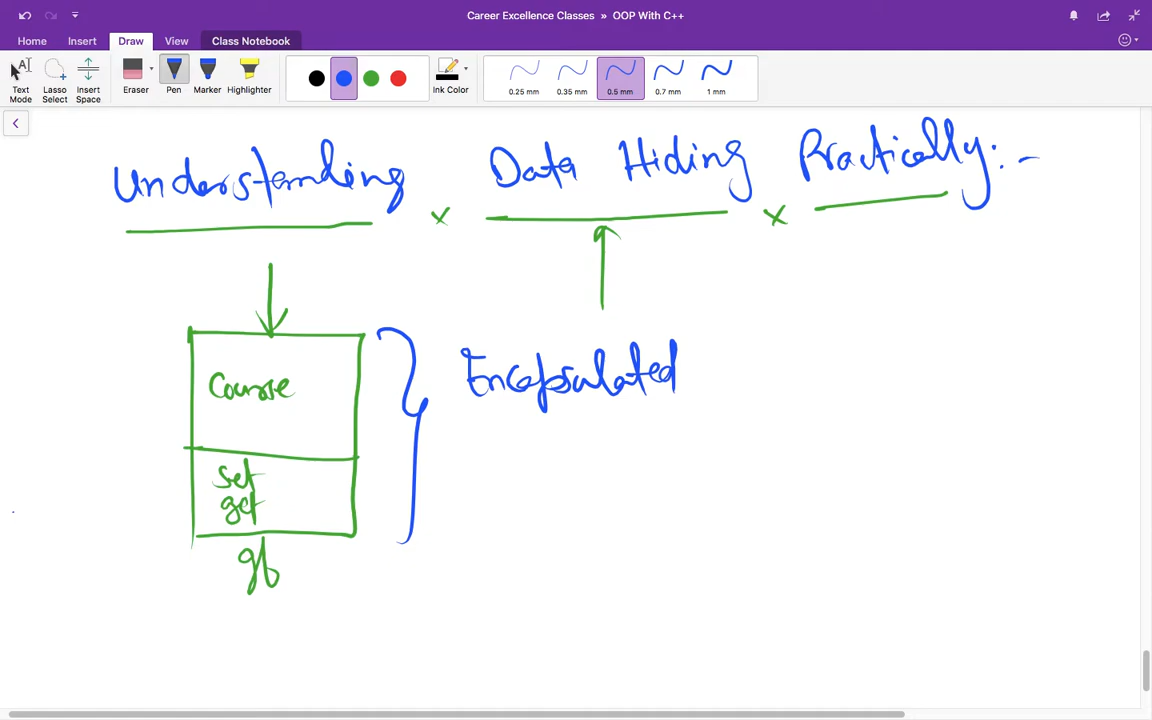 Career Excellence Classes » OOP With C++
Home Insert Draw View Class Notebook
Text Mode
Lasso Select
Insert Space
Eraser
Pen
Marker
Highlighter
Ink Color
0.25 mm
0.35 mm
0.5 mm
0.7 mm
1 mm
Understanding Data Hiding Practically:-
Course
Encapsulated
set
get
gb